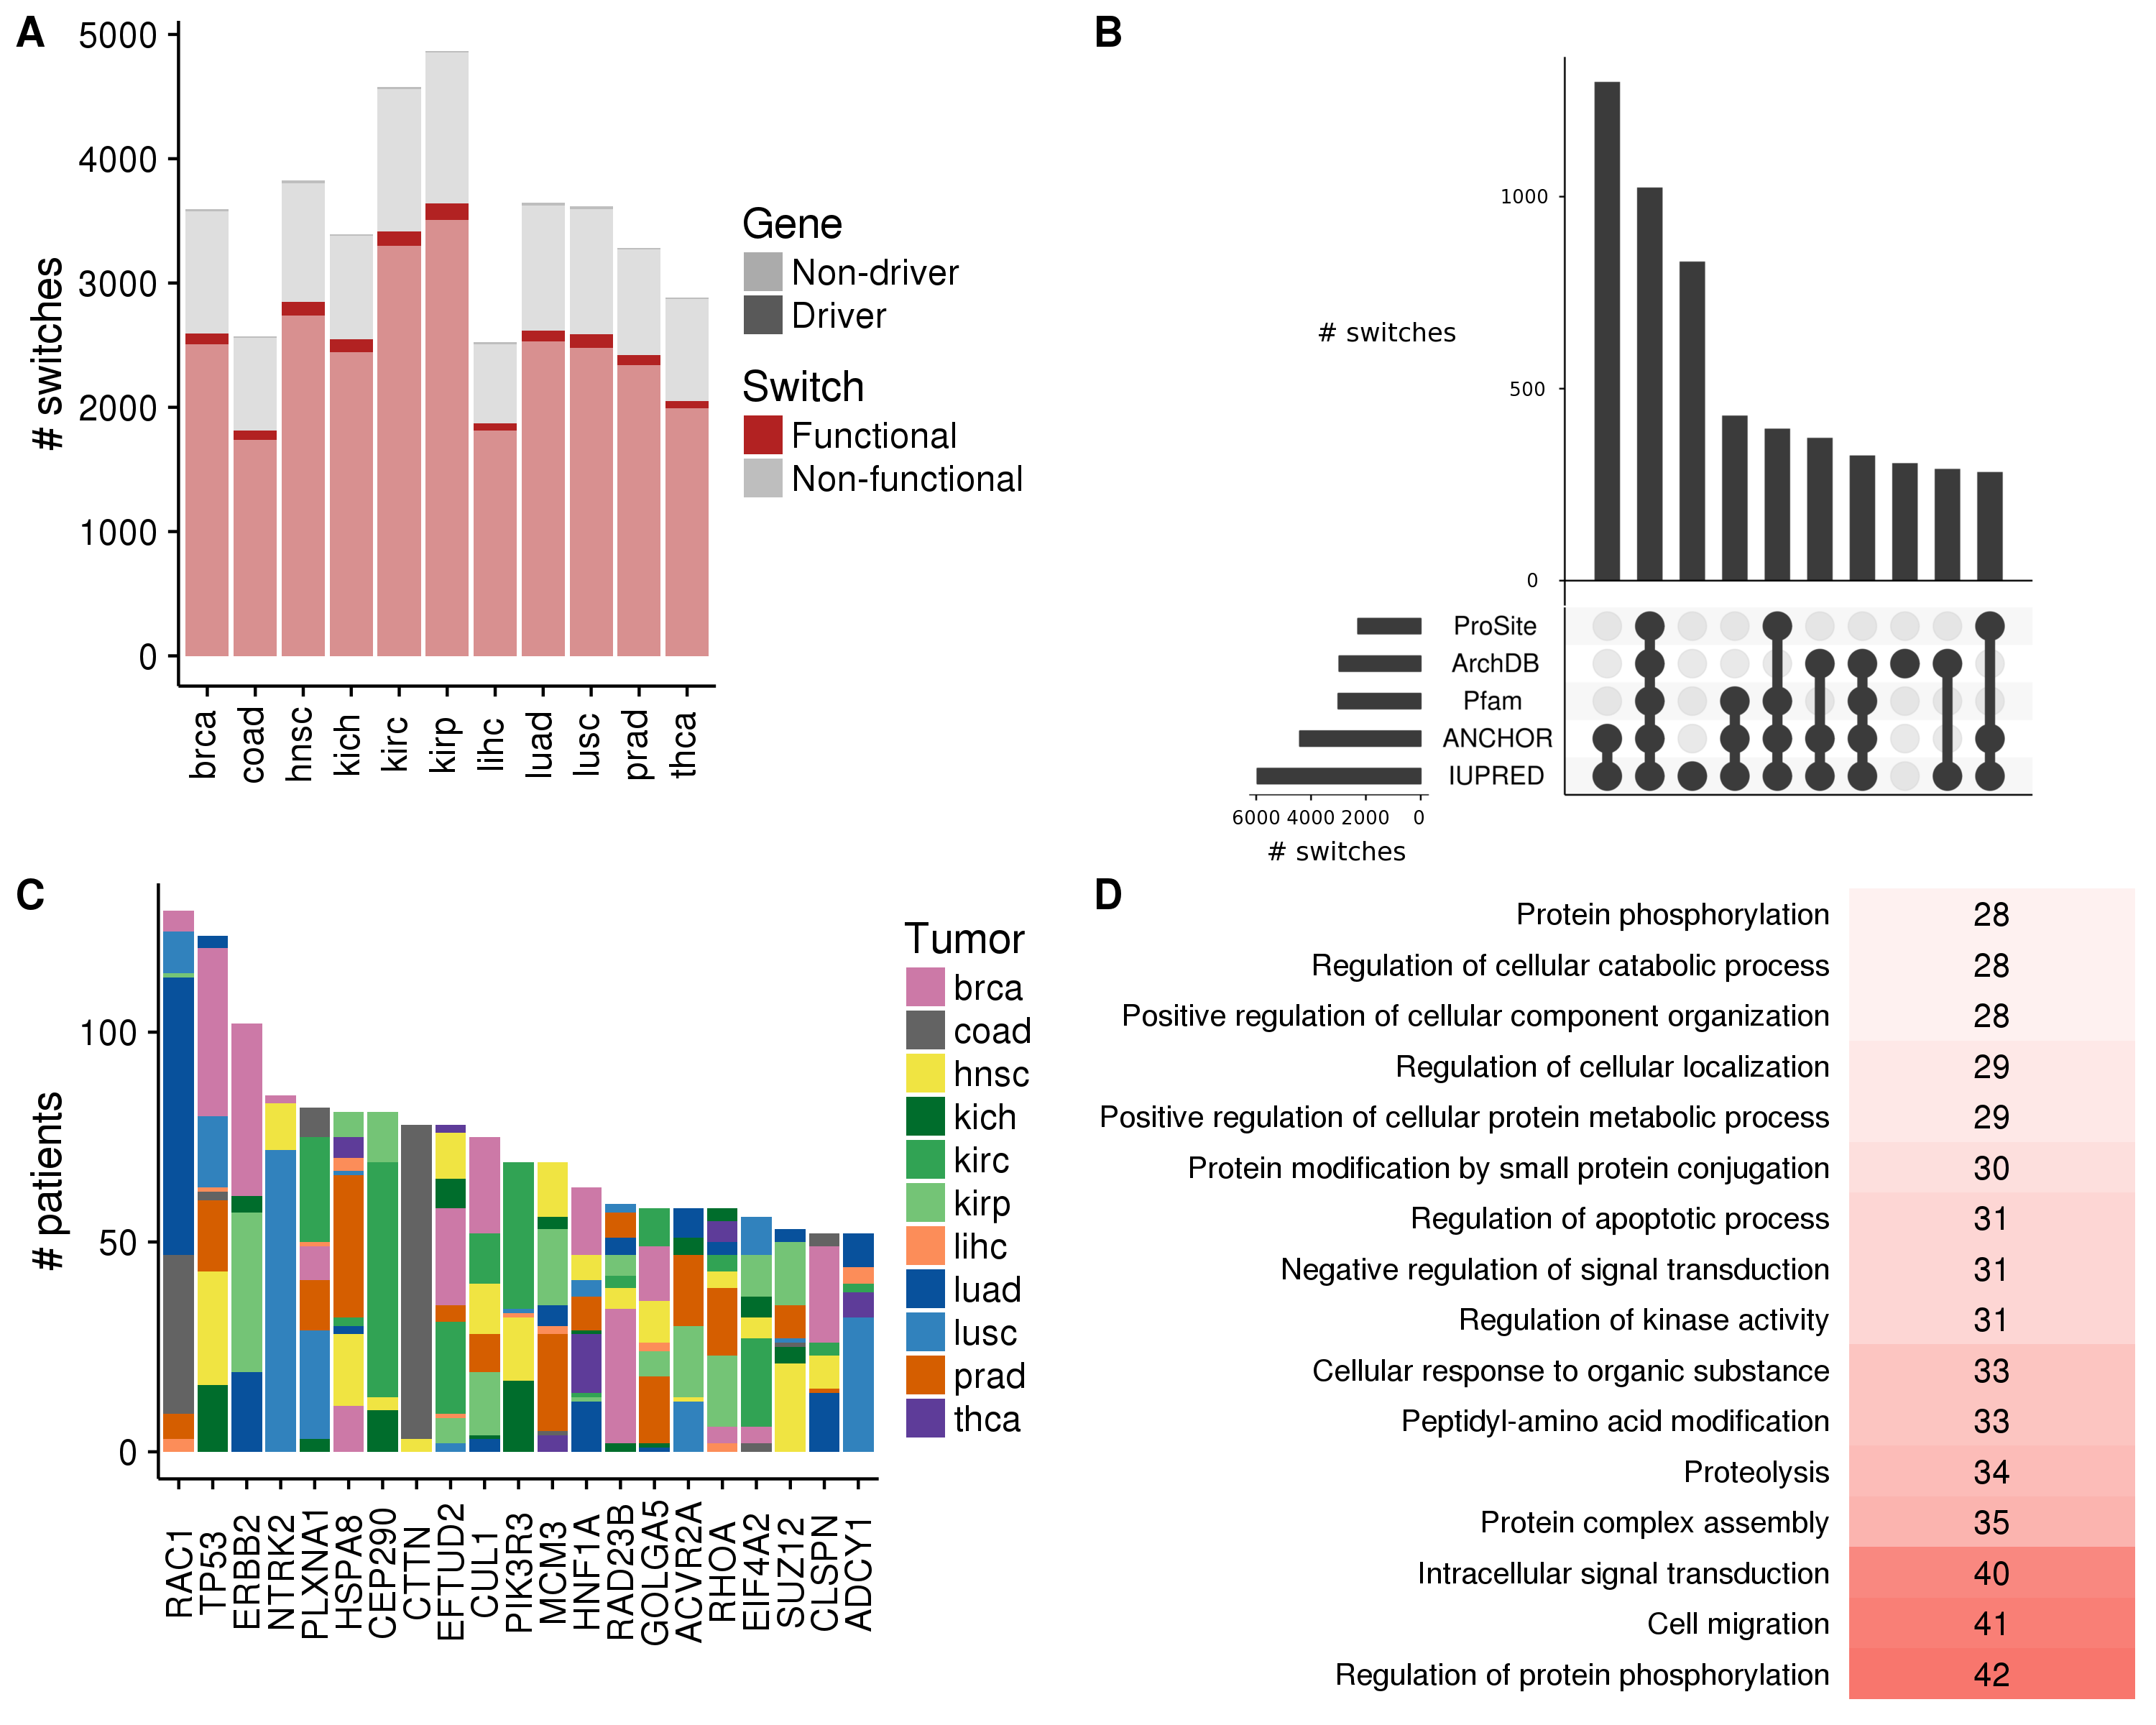 A
5000
4000
3000
2000
1000
0
# switches
brca
coad
hnsc
kich
kirc
kirp
lihc
luad
lusc
prad
thca
Gene
Non-driver
Driver
Switch
Functional
Non-functional
B
1000
500
0
# switches
ProSite
ArchDB
Pfam
ANCHOR
IUPRED
6000 4000 2000 0
# switches
C
100
50
0
# patients
RAC1
TP53
ERBB2
NTRK2
PLXNA1
HSPA8
CEP290
CTTN
EFTUD2
CUL1
PIK3R3
MCM3
HNF1A
RAD23B
GOLGA5
ACVR2A
RHOA
EIF4A2
SUZ12
CLSPN
ADCY1
Tumor
brca
coad
hnsc
kich
kirc
kirp
lihc
luad
lusc
prad
thca
D
Protein phosphorylation 28
Regulation of cellular catabolic process 28
Positive regulation of cellular component organization 28
Regulation of cellular localization 29
Positive regulation of cellular protein metabolic process 29
Protein modification by small protein conjugation 30
Regulation of apoptotic process 31
Negative regulation of signal transduction 31
Regulation of kinase activity 31
Cellular response to organic substance 33
Peptidyl-amino acid modification 33
Proteolysis 34
Protein complex assembly 35
Intracellular signal transduction 40
Cell migration 41
Regulation of protein phosphorylation 42